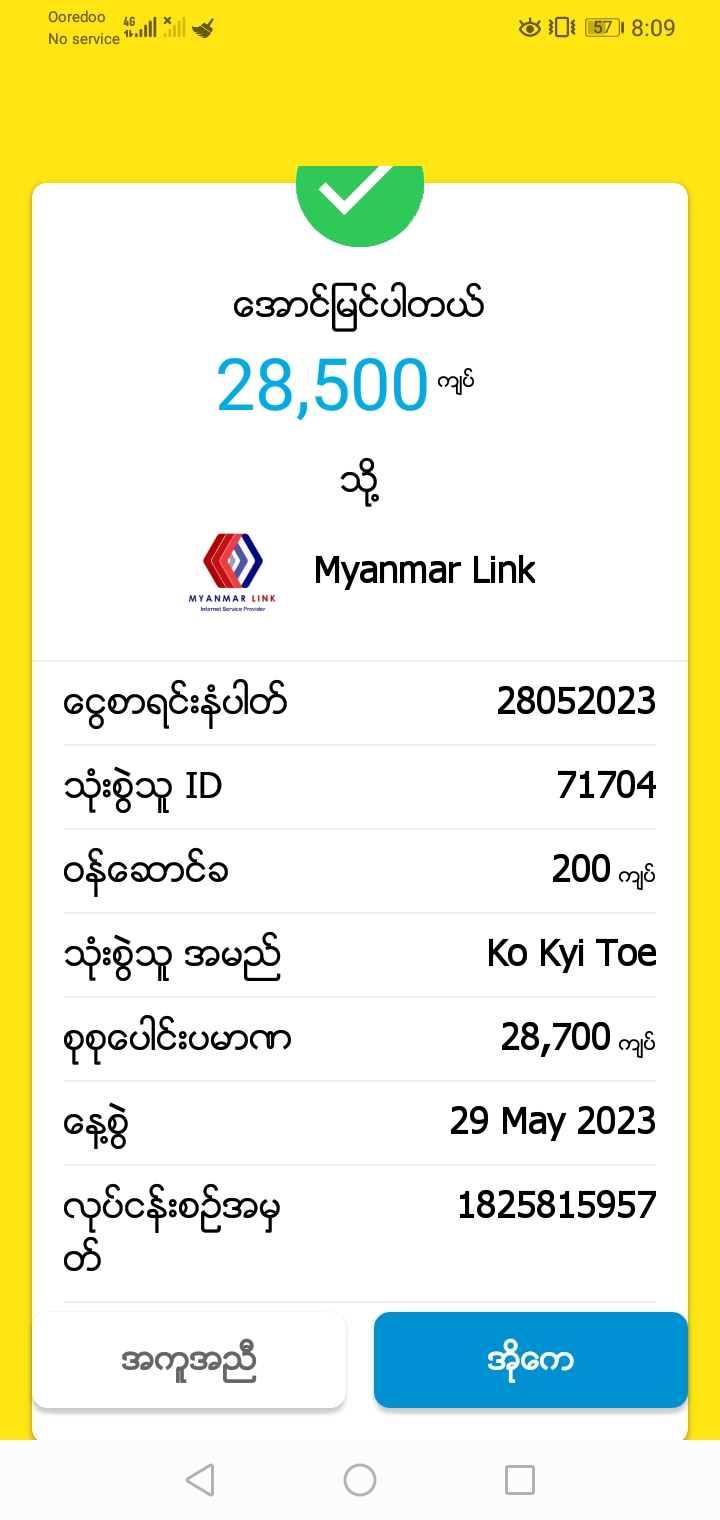 Ooredoo
No service
4G
57 8:09
အောင်မြင်ပါတယ်
28,500 ကျပ်
သို့
MYANMAR LINK
Internet Service Provider
Myanmar Link
ငွေစာရင်းနံပါတ် 28052023
သုံးစွဲသူ ID 71704
ဝန်ဆောင်ခ 200 ကျပ်
သုံးစွဲသူ အမည် Ko Kyi Toe
စုစုပေါင်းပမာဏ 28,700 ကျပ်
နေ့စွဲ 29 May 2023
လုပ်ငန်းစဉ်အမှ 1825815957
တ်
အကူအညီ အိုကေ